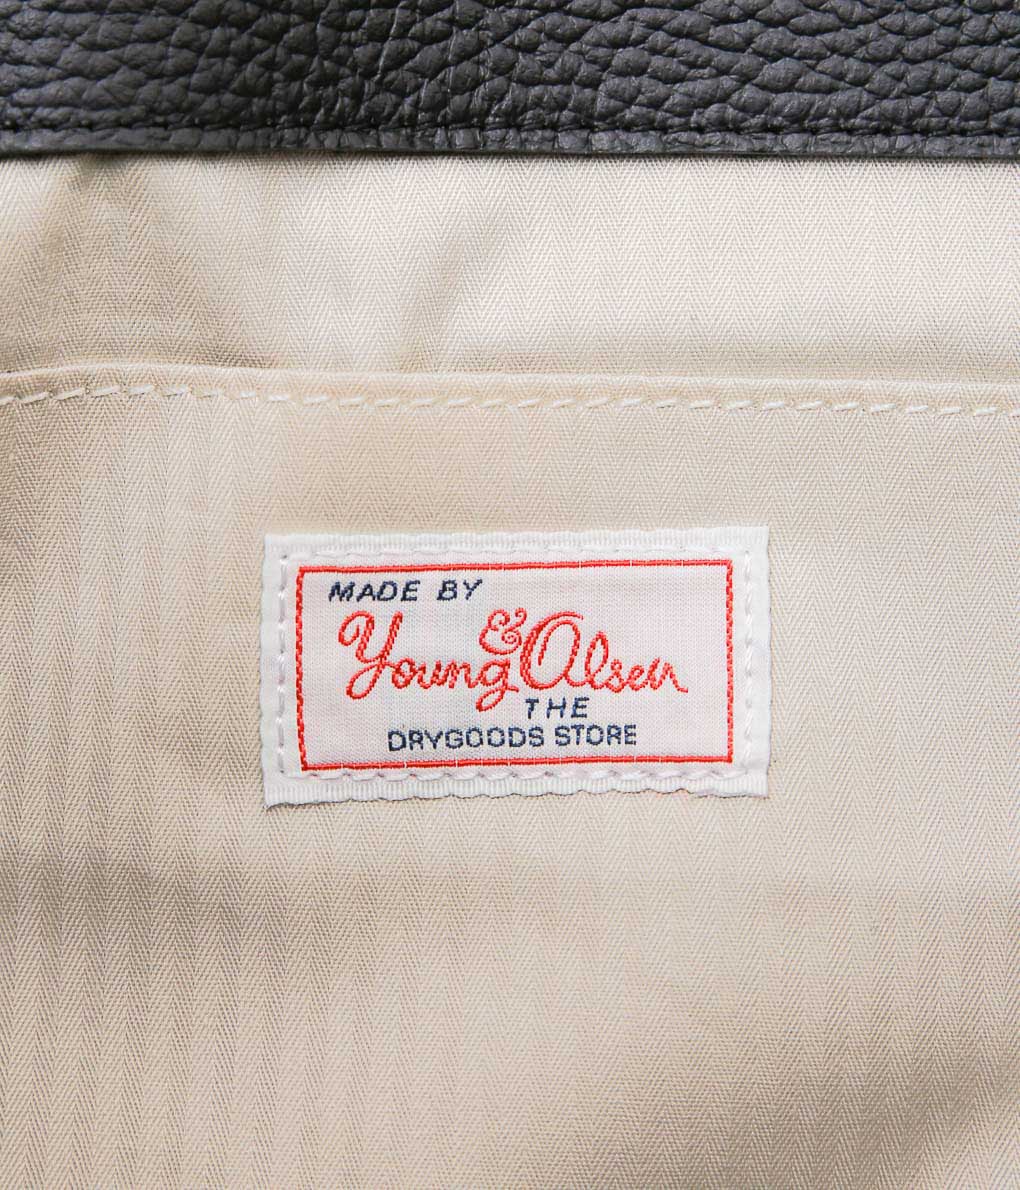 MADE BY
Young & Olsen
THE
DRYGOODS STORE